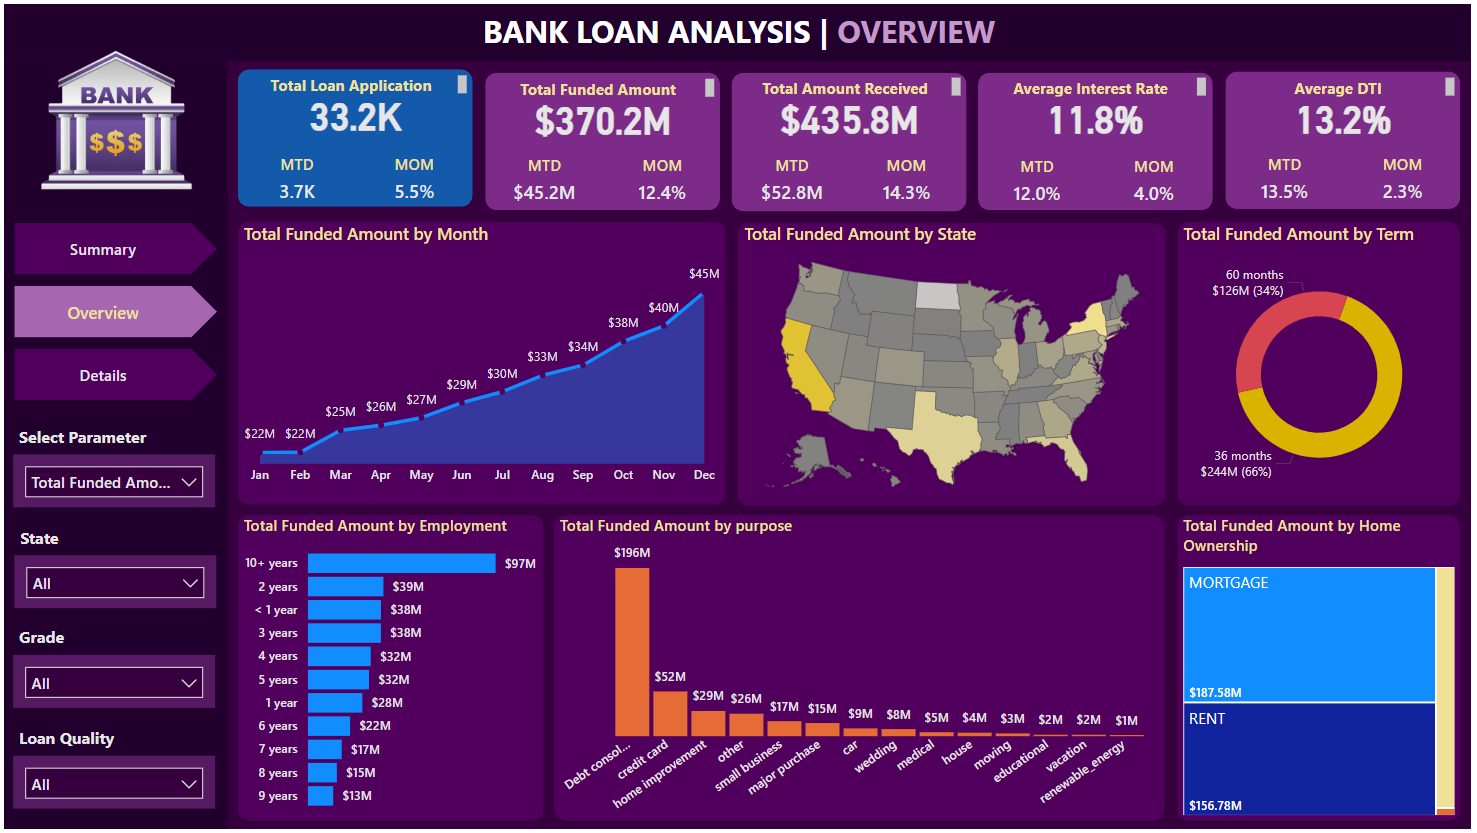 BANK LOAN ANALYSIS | OVERVIEW
BANK
$$$
Total Loan Application
33.2K
MTD MOM
3.7K 5.5%
Total Funded Amount
$370.2M
MTD MOM
$45.2M 12.4%
Total Amount Received
$435.8M
MTD MOM
$52.8M 14.3%
Average Interest Rate
11.8%
MTD MOM
12.0% 4.0%
Average DTI
13.2%
MTD MOM
13.5% 2.3%
Summary
Overview
Details
Select Parameter
Total Funded Amo...
State
All
Grade
All
Loan Quality
All
Total Funded Amount by Month
$22M $22M $25M $26M $27M $29M $30M $33M $34M $38M $40M $45M
Jan Feb Mar Apr May Jun Jul Aug Sep Oct Nov Dec
Total Funded Amount by State
Total Funded Amount by Term
60 months
$126M (34%)
36 months
$244M (66%)
Total Funded Amount by Employment
10+ years $97M
2 years $39M
< 1 year $38M
3 years $38M
4 years $32M
5 years $32M
1 year $28M
6 years $22M
7 years $17M
8 years $15M
9 years $13M
Total Funded Amount by purpose
$196M $52M $29M $26M $17M $15M $9M $8M $5M $4M $3M $2M $2M $1M
Debt consol... credit card home improvement other small business major purchase car wedding medical house moving educational vacation renewable_energy
Total Funded Amount by Home
Ownership
MORTGAGE
$187.58M
RENT
$156.78M